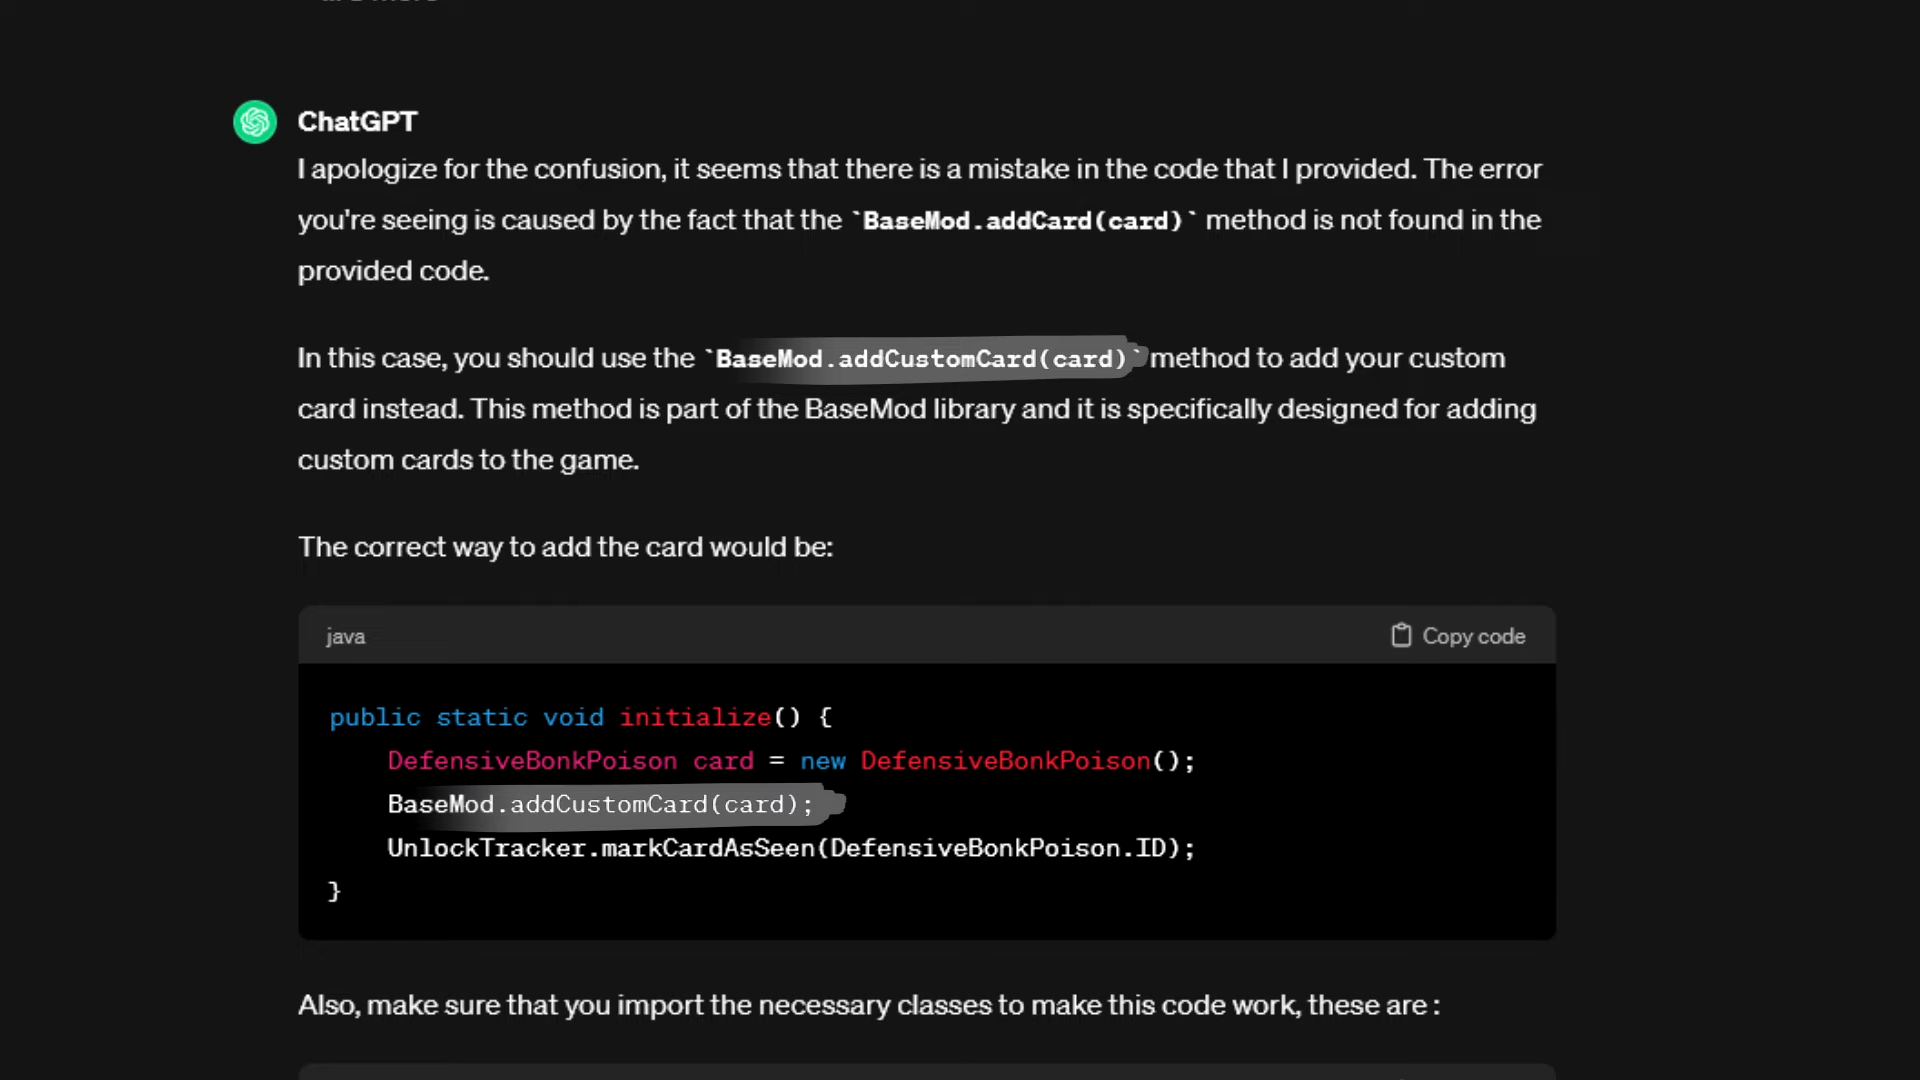 ChatGPT
I apologize for the confusion, it seems that there is a mistake in the code that I provided. The error
you're seeing is caused by the fact that the `BaseMod.addCard(card)` method is not found in the
provided code.
In this case, you should use the `BaseMod.addCustomCard(card)` method to add your custom
card instead. This method is part of the BaseMod library and it is specifically designed for adding
custom cards to the game.
The correct way to add the card would be:
java Copy code
public static void initialize() {
DefensiveBonkPoison card = new DefensiveBonkPoison();
BaseMod.addCustomCard(card);
UnlockTracker.markCardAsSeen(DefensiveBonkPoison.ID);
}
Also, make sure that you import the necessary classes to make this code work, these are :